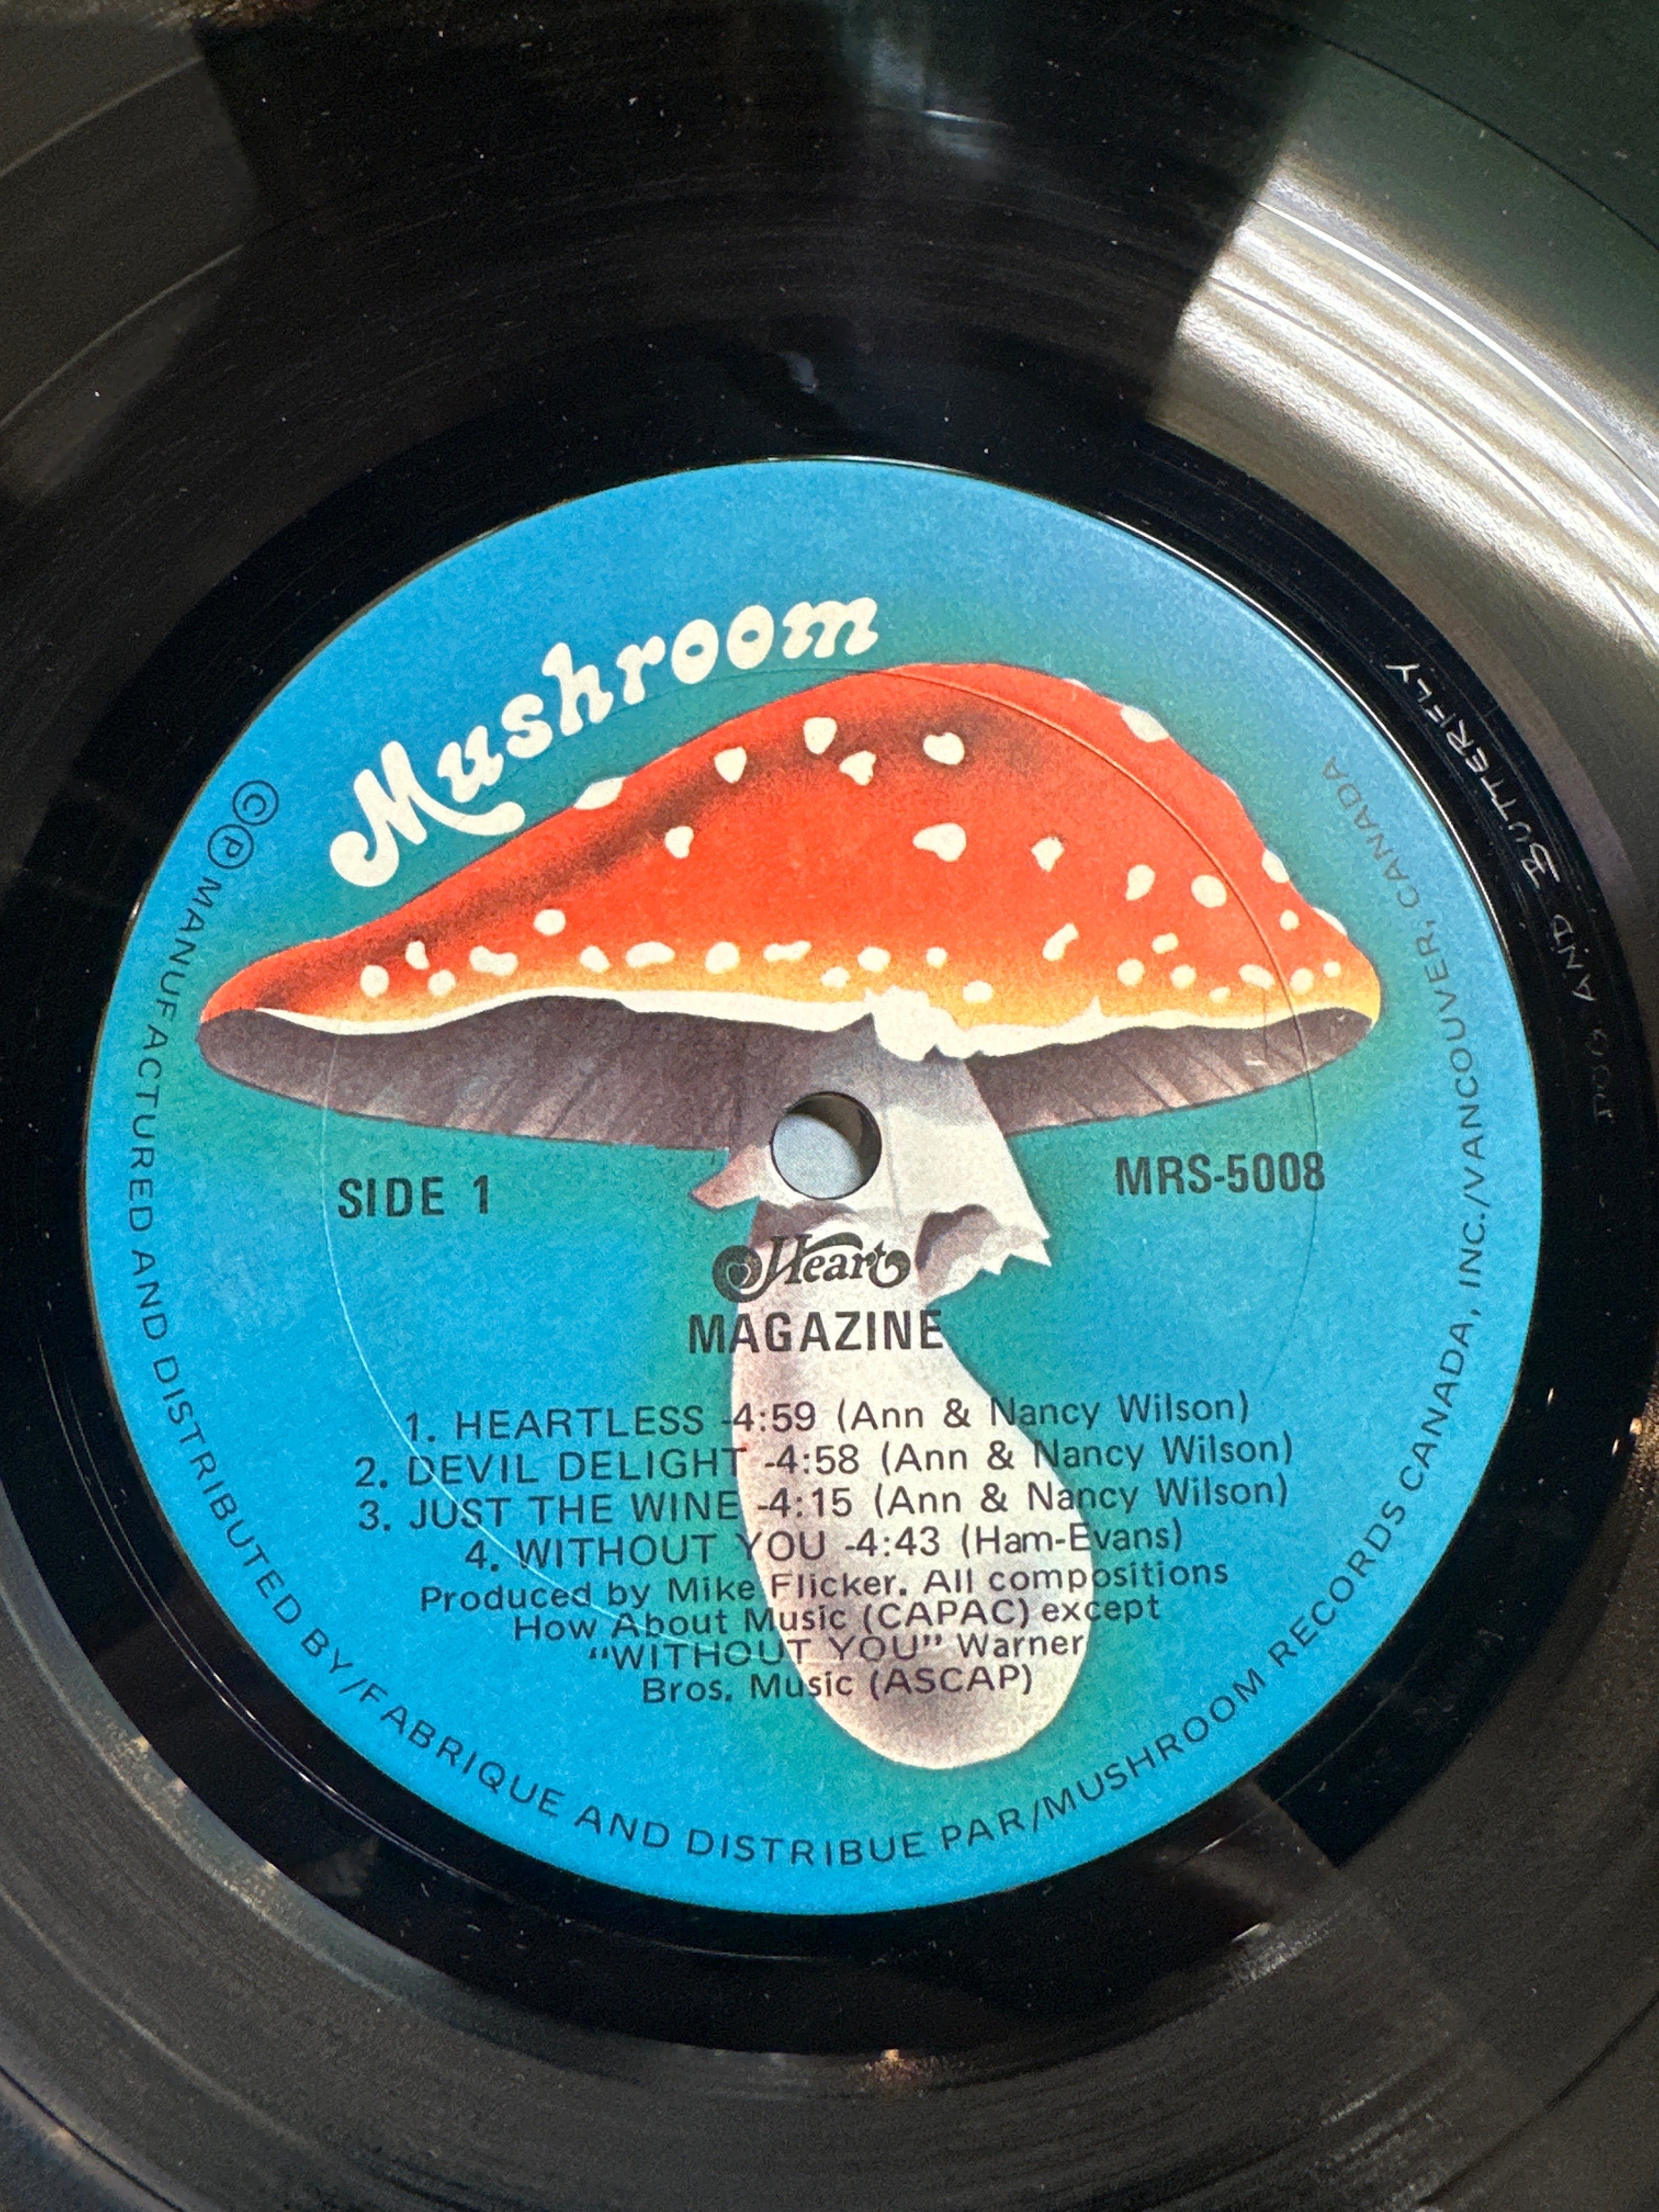 Mushroom
SIDE 1
MRS-5008
Heart
MAGAZINE
1. HEARTLESS -4:59 (Ann & Nancy Wilson)
2. DEVIL DELIGHT -4:58 (Ann & Nancy Wilson)
3. JUST THE WINE -4:15 (Ann & Nancy Wilson)
4. WITHOUT YOU -4:43 (Ham-Evans)
Produced by Mike Flicker. All compositions
How About Music (CAPAC) except
"WITHOUT YOU" Warner
Bros. Music (ASCAP)
©Ⓟ MANUFACTURED AND DISTRIBUTED BY/FABRIQUE AND DISTRIBUE PAR/MUSHROOM RECORDS CANADA, INC./VANCOUVER, CANADA
AND BUTTERFLY